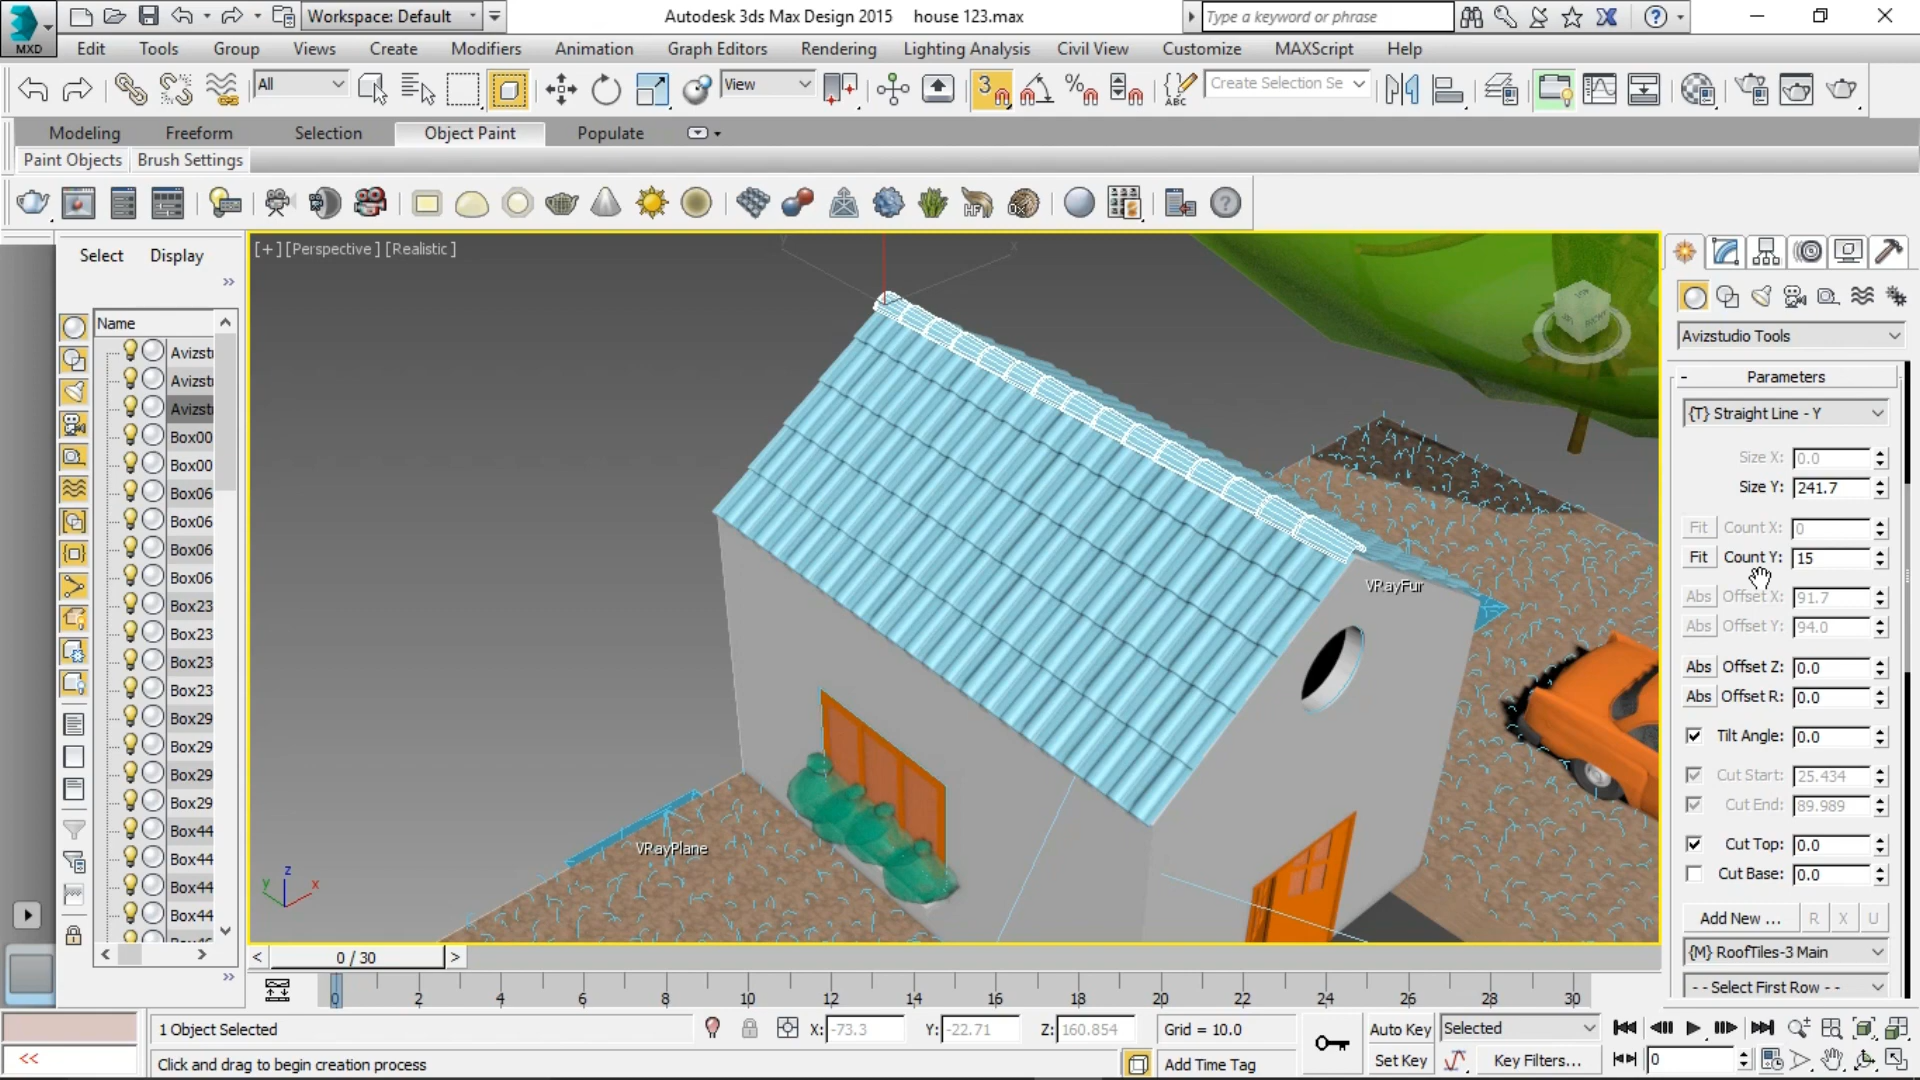 Workspace: Default
Autodesk 3ds Max Design 2015 house 123.max
Type a keyword or phrase
MXD
Edit Tools Group Views Create Modifiers Animation Graph Editors Rendering Lighting Analysis Civil View Customize MAXScript Help
All
View
3
ABC
Create Selection Se
Modeling Freeform Selection Object Paint Populate
Paint Objects Brush Settings
Select Display
[+] [Perspective ] [Realistic ]
Name
Avizst
Avizst
Avizst
Box00
Box00
Box06
Box06
Box06
Box06
Box23
Box23
Box23
Box23
Box29
Box29
Box29
Box29
Box44
Box44
Box44
Box44
VRayFur
VRayPlane
z
y
x
Avizstudio Tools
- Parameters
{T} Straight Line - Y
Size X: 0.0
Size Y: 241.7
Fit Count X: 0
Fit Count Y: 15
Abs Offset X: 91.7
Abs Offset Y: 94.0
Abs Offset Z: 0.0
Abs Offset R: 0.0
Tilt Angle: 0.0
Cut Start: 25.434
Cut End: 89.989
Cut Top: 0.0
Cut Base: 0.0
Add New ... R X U
{M} RoofTiles-3 Main
- - Select First Row - -
< 0 / 30 >
0 2 4 6 8 10 12 14 16 18 20 22 24 26 28 30
1 Object Selected
X: -73.3 Y: -22.71 Z: 160.854 Grid = 10.0
Auto Key Selected
<<
Click and drag to begin creation process
Add Time Tag
Set Key Key Filters...
0